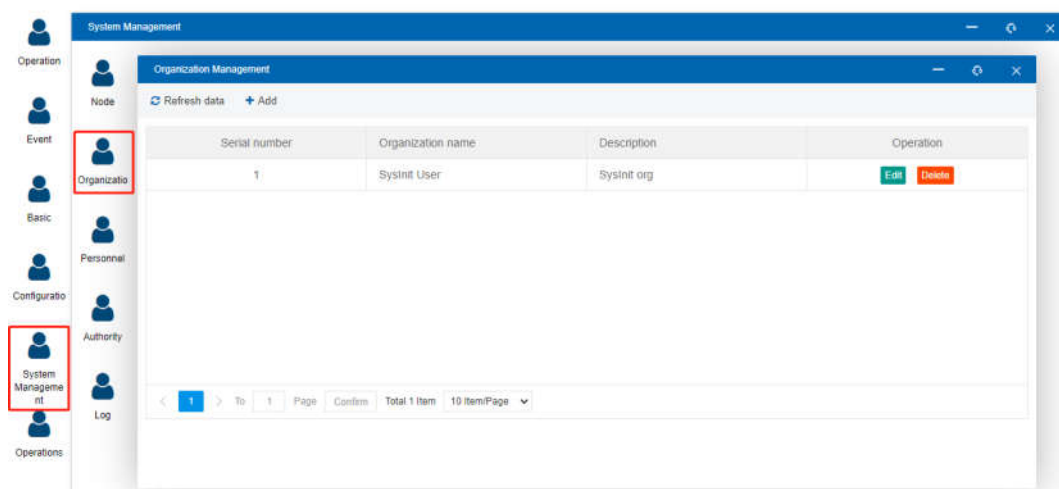 System Management
Operation
Event
Basic
Configuratio
System
Manageme
nt
Operations
Node
Organizatio
Personnel
Authority
Log
Organization Management
Refresh data
Add
Serial number Organization name Description Operation
1 SysInit User SysInit org Edit Delete
1 To 1 Page Confirm Total 1 Item 10 Item/Page